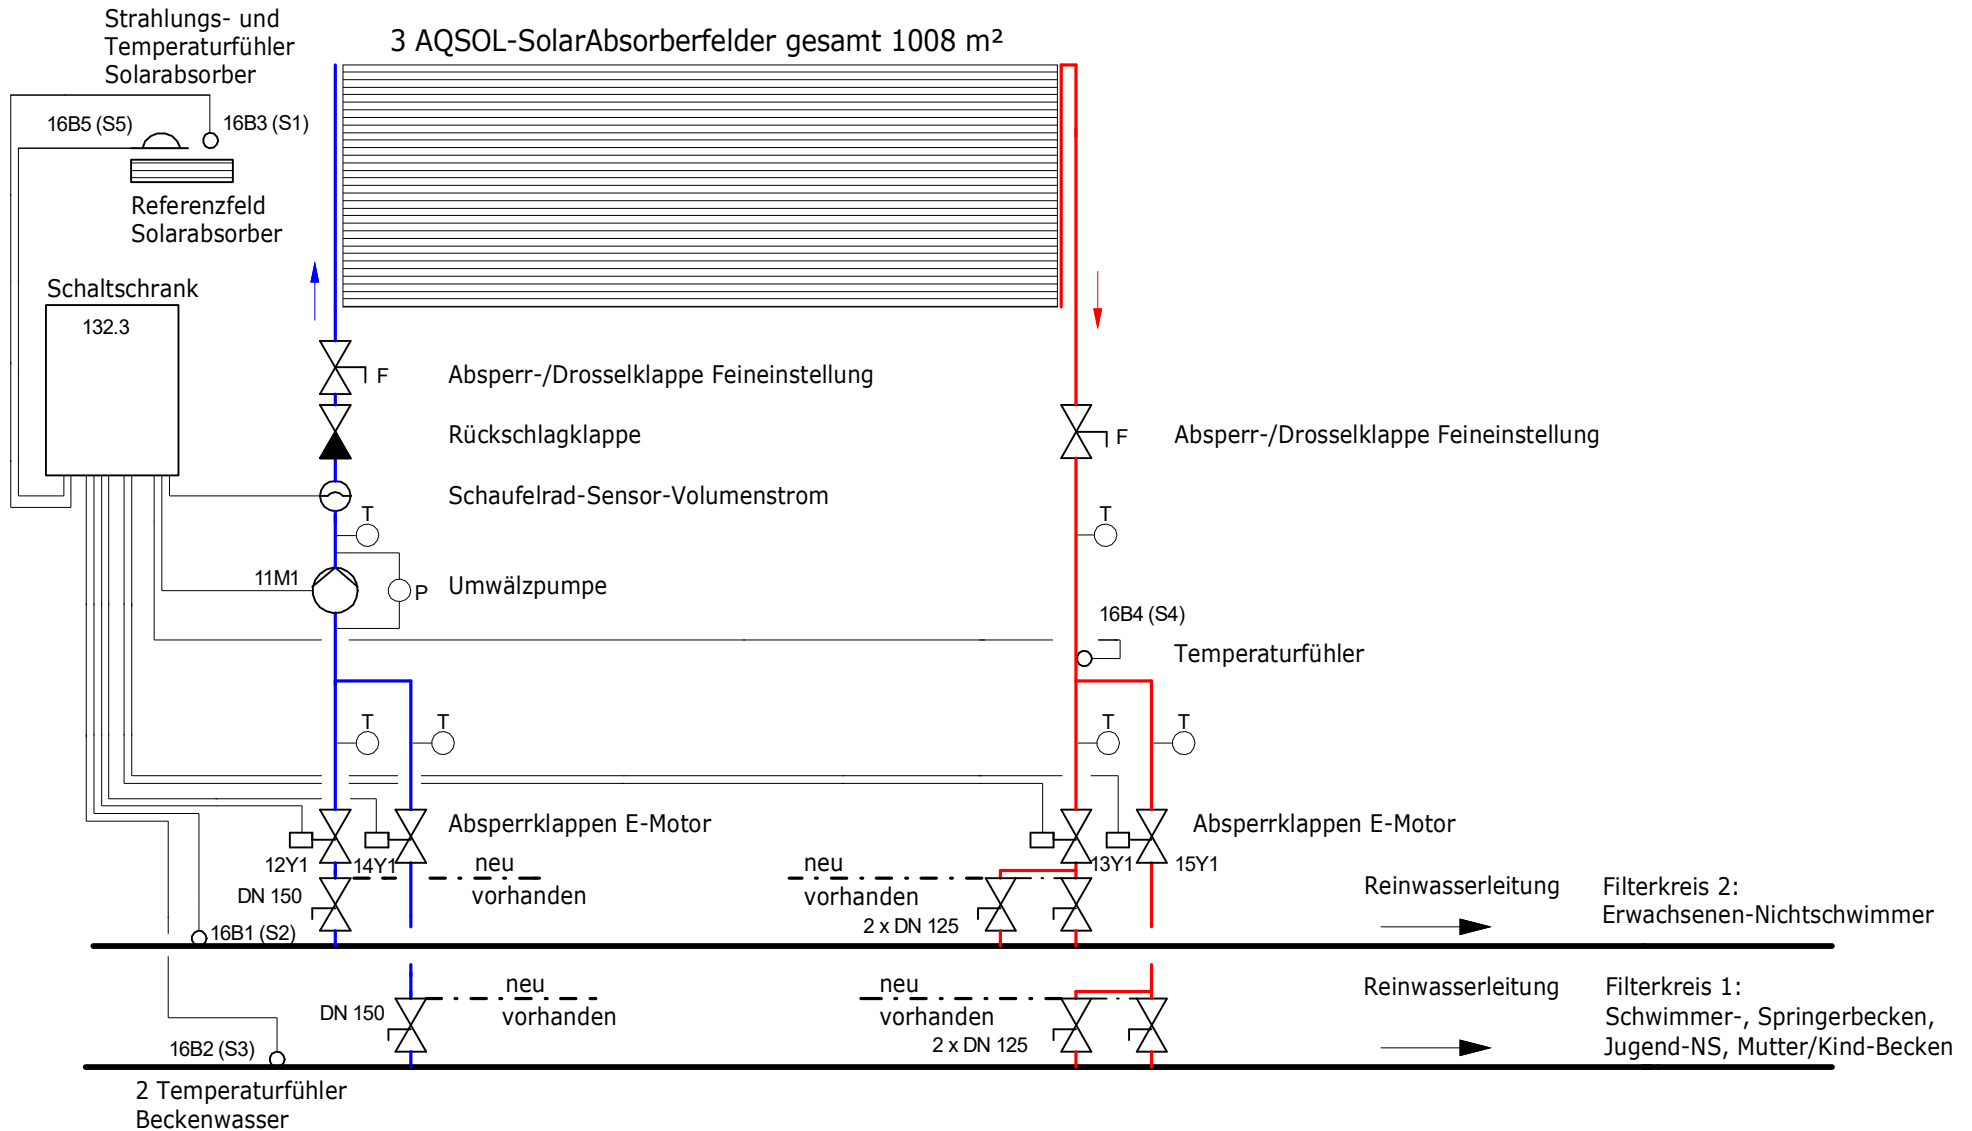 Strahlungs- und
Temperaturfühler
Solarabsorber
3 AQSOL-SolarAbsorberfelder gesamt 1008 m²
16B5 (S5)
16B3 (S1)
Referenzfeld
Solarabsorber
Schaltschrank
132.3
F
Absperr-/Drosselklappe Feineinstellung
Rückschlagklappe
F
Absperr-/Drosselklappe Feineinstellung
Schaufelrad-Sensor-Volumenstrom
T
T
11M1
P
Umwälzpumpe
16B4 (S4)
Temperaturfühler
T
T
T
T
Absperrklappen E-Motor
Absperrklappen E-Motor
12Y1
14Y1
neu
neu
13Y1
15Y1
DN 150
vorhanden
vorhanden
2 x DN 125
Reinwasserleitung
Filterkreis 2:
Erwachsenen-Nichtschwimmer
16B1 (S2)
neu
neu
DN 150
vorhanden
vorhanden
2 x DN 125
Reinwasserleitung
Filterkreis 1:
Schwimmer-, Springerbecken,
Jugend-NS, Mutter/Kind-Becken
16B2 (S3)
2 Temperaturfühler
Beckenwasser